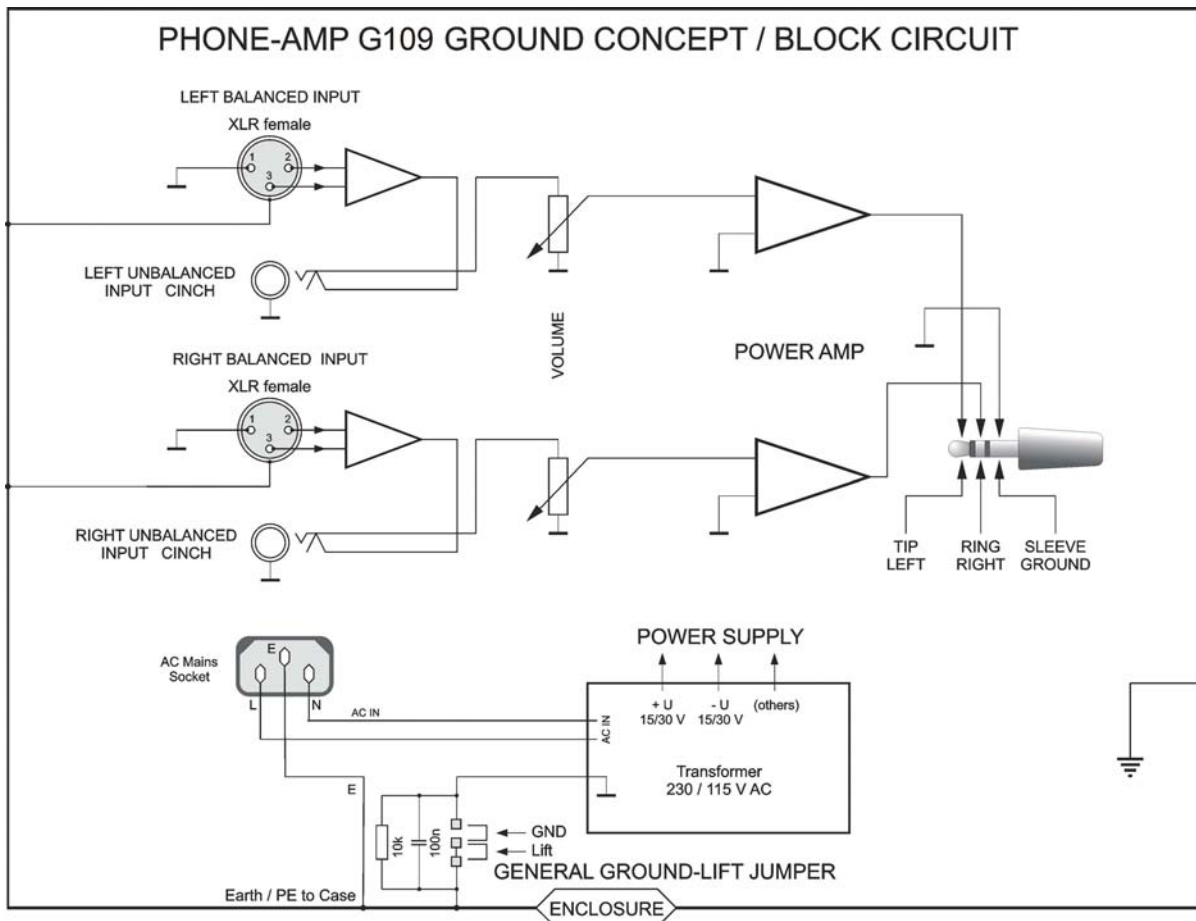 PHONE-AMP G109 GROUND CONCEPT / BLOCK CIRCUIT
LEFT BALANCED INPUT
XLR female
1
2
3
LEFT UNBALANCED
INPUT CINCH
VOLUME
POWER AMP
RIGHT BALANCED INPUT
XLR female
1
2
3
RIGHT UNBALANCED
INPUT CINCH
TIP
LEFT
RING
RIGHT
SLEEVE
GROUND
AC Mains
Socket
E
L
N
AC IN
POWER SUPPLY
+ U
15/30 V
- U
15/30 V
(others)
AC IN
Transformer
230 / 115 V AC
E
10k
100n
GND
Lift
GENERAL GROUND-LIFT JUMPER
Earth / PE to Case
ENCLOSURE